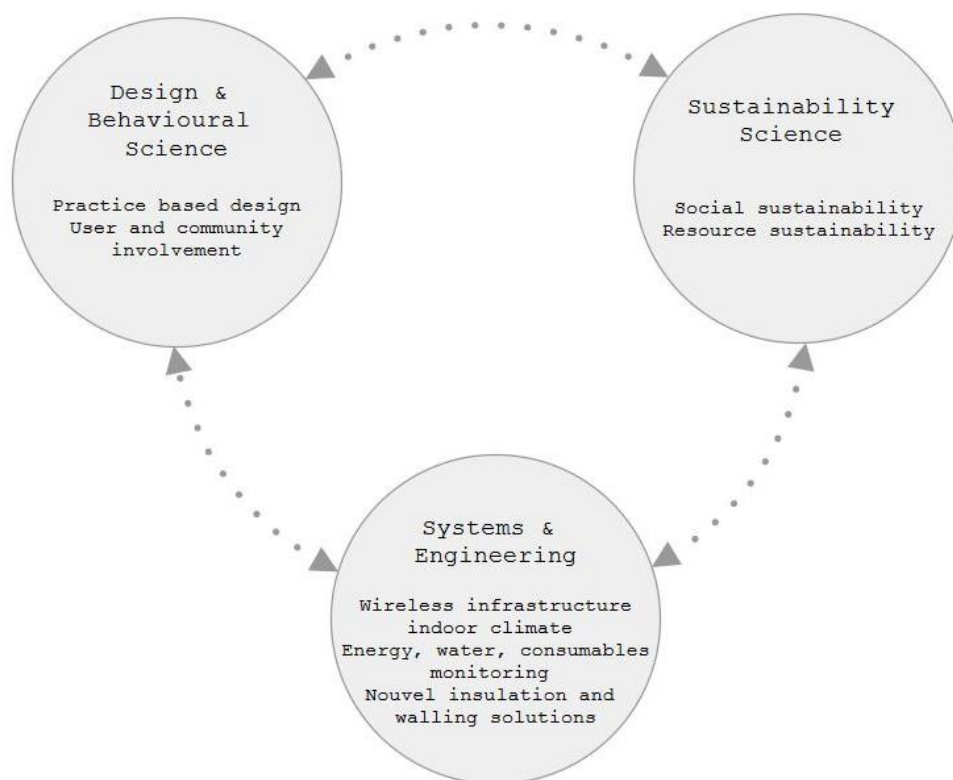 Design &
Behavioural
Science
Practice based design
User and community
involvement
Sustainability
Science
Social sustainability
Resource sustainability
Systems &
Engineering
Wireless infrastructure
indoor climate
Energy, water, consumables
monitoring
Nouvel insulation and
walling solutions